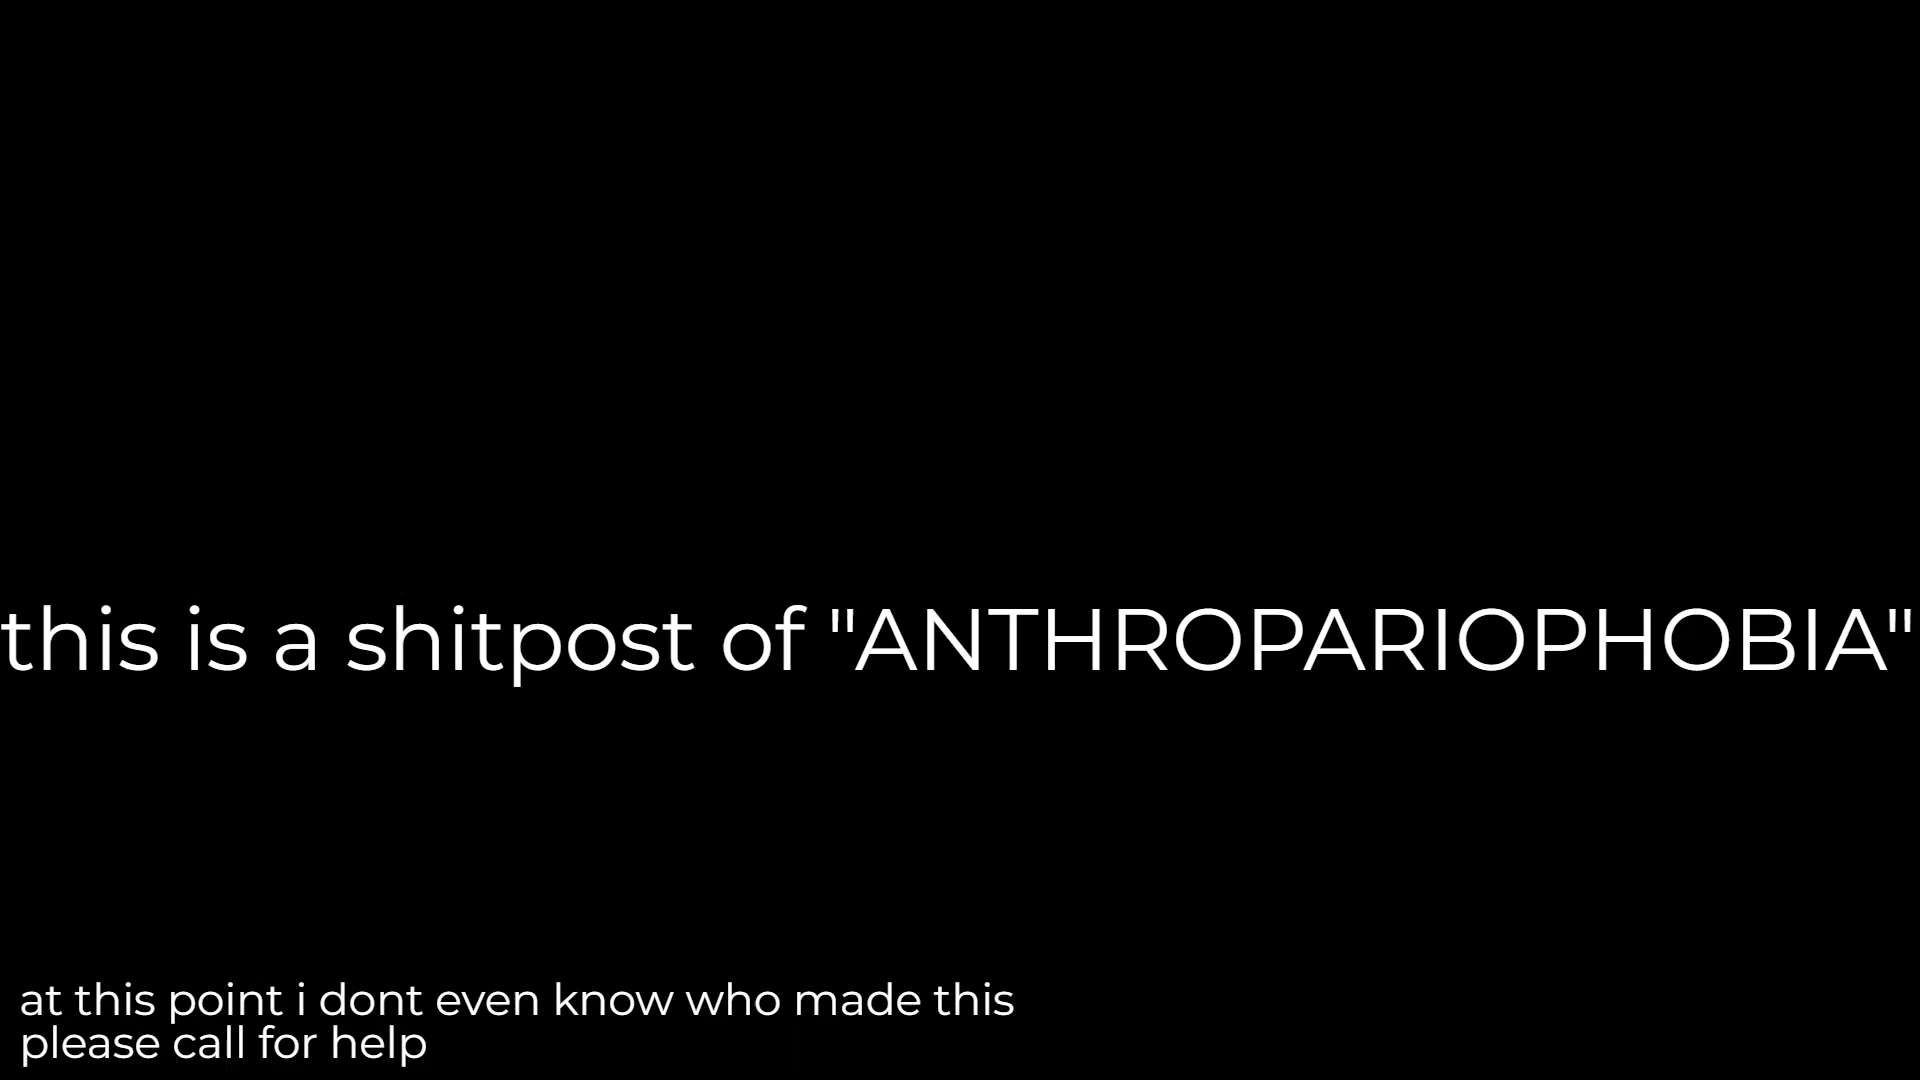 this is a shitpost of "ANTHROPARIOPHOBIA"
at this point i dont even know who made this
please call for help